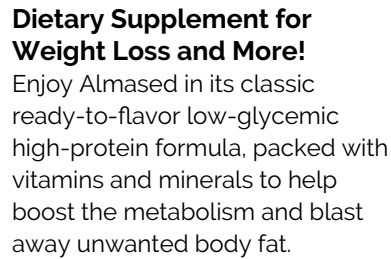 Dietary Supplement for
Weight Loss and More!
Enjoy Almased in its classic
ready-to-flavor low-glycemic
high-protein formula, packed with
vitamins and minerals to help
boost the metabolism and blast
away unwanted body fat.